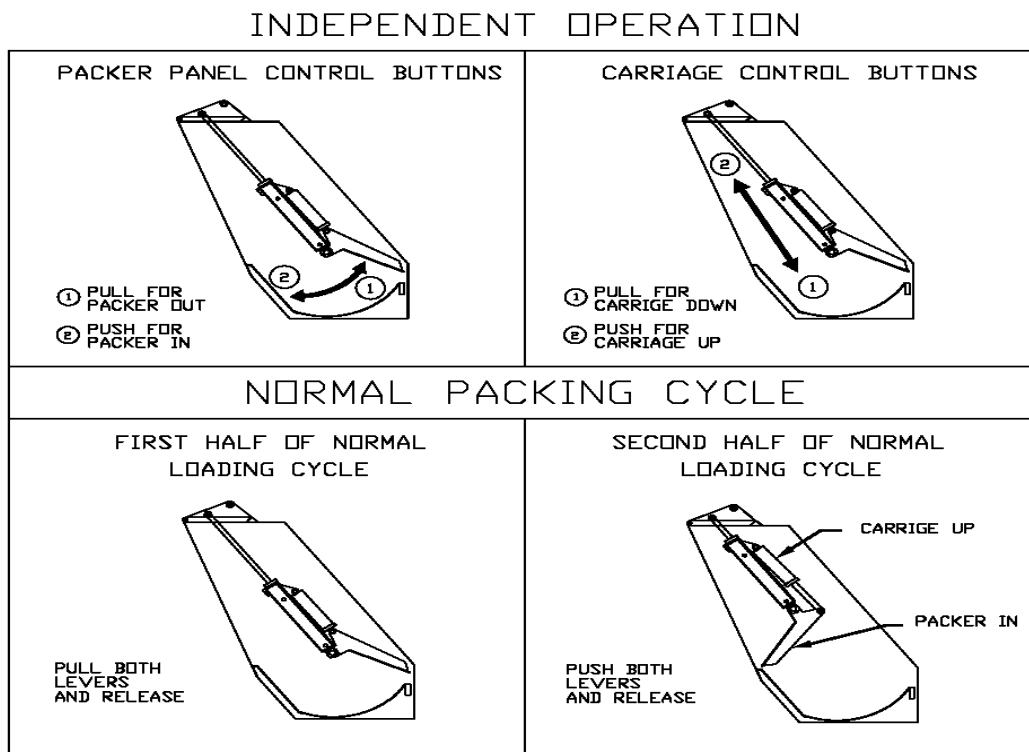 INDEPENDENT OPERATION
PACKER PANEL CONTROL BUTTONS
2
1
1 PULL FOR
PACKER OUT
2 PUSH FOR
PACKER IN
CARRIAGE CONTROL BUTTONS
2
1
1 PULL FOR
CARRIGE DOWN
2 PUSH FOR
CARRIAGE UP
NORMAL PACKING CYCLE
FIRST HALF OF NORMAL
LOADING CYCLE
PULL BOTH
LEVERS
AND RELEASE
SECOND HALF OF NORMAL
LOADING CYCLE
CARRIGE UP
PACKER IN
PUSH BOTH
LEVERS
AND RELEASE